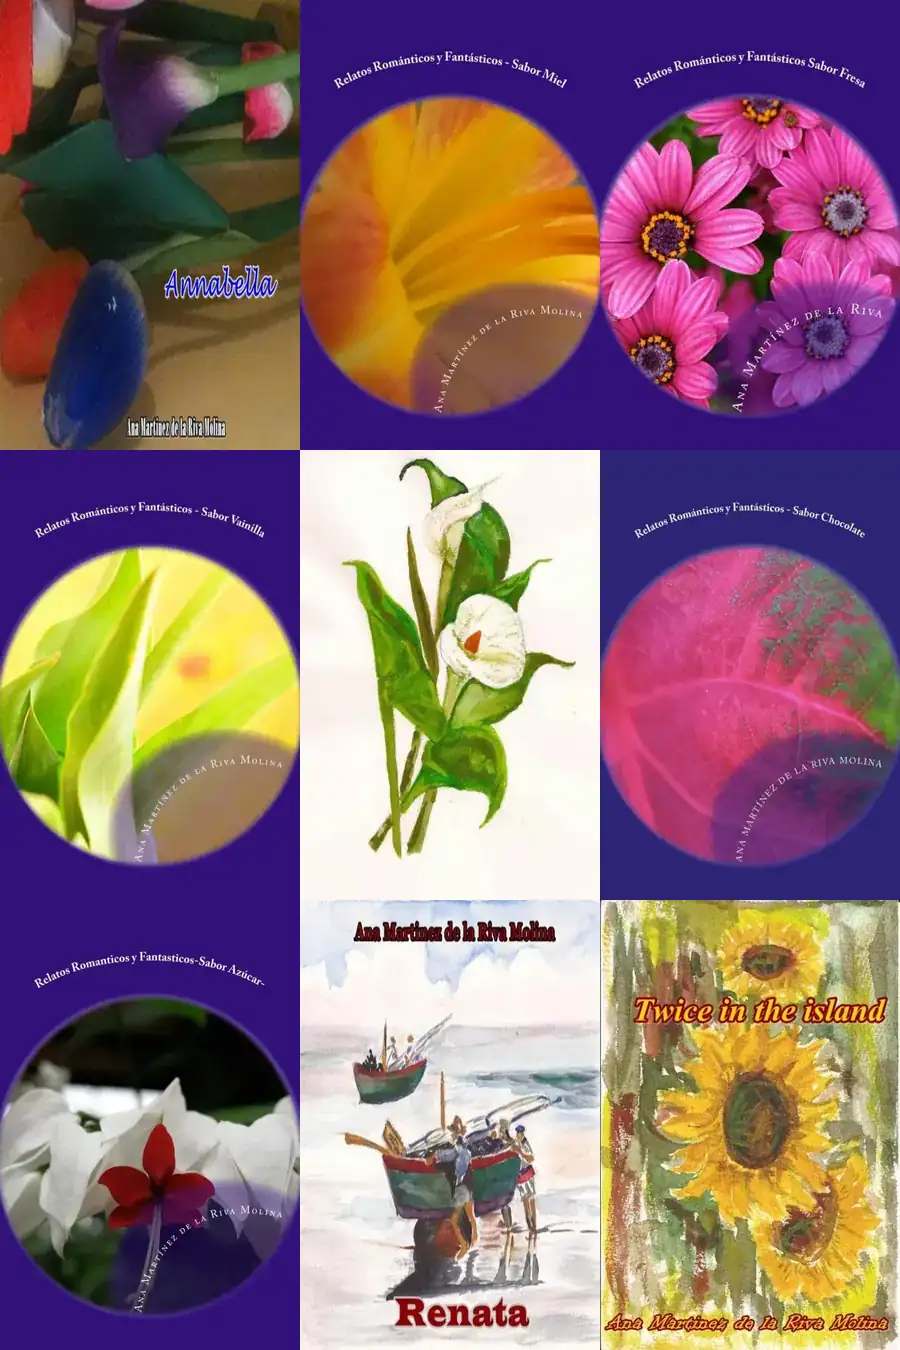 Annabella
Ana Martinez de la Riva Molina
Relatos Románticos y Fantásticos - Sabor Miel
Ana Martínez de la Riva Molina
Relatos Románticos y Fantásticos Sabor Fresa
Ana Martínez de la Riva
Relatos Románticos y Fantásticos - Sabor Vainilla
Ana Martínez de la Riva Molina
Relatos Románticos y Fantásticos - Sabor Chocolate
Ana martínez de la riva molina
Relatos Romanticos y Fantasticos-Sabor Azúcar-
Ana Martínez de la Riva Molina
Ana Martinez de la Riva Molina
Renata
Twice in the island
Ana Martinez de la Riva Molina